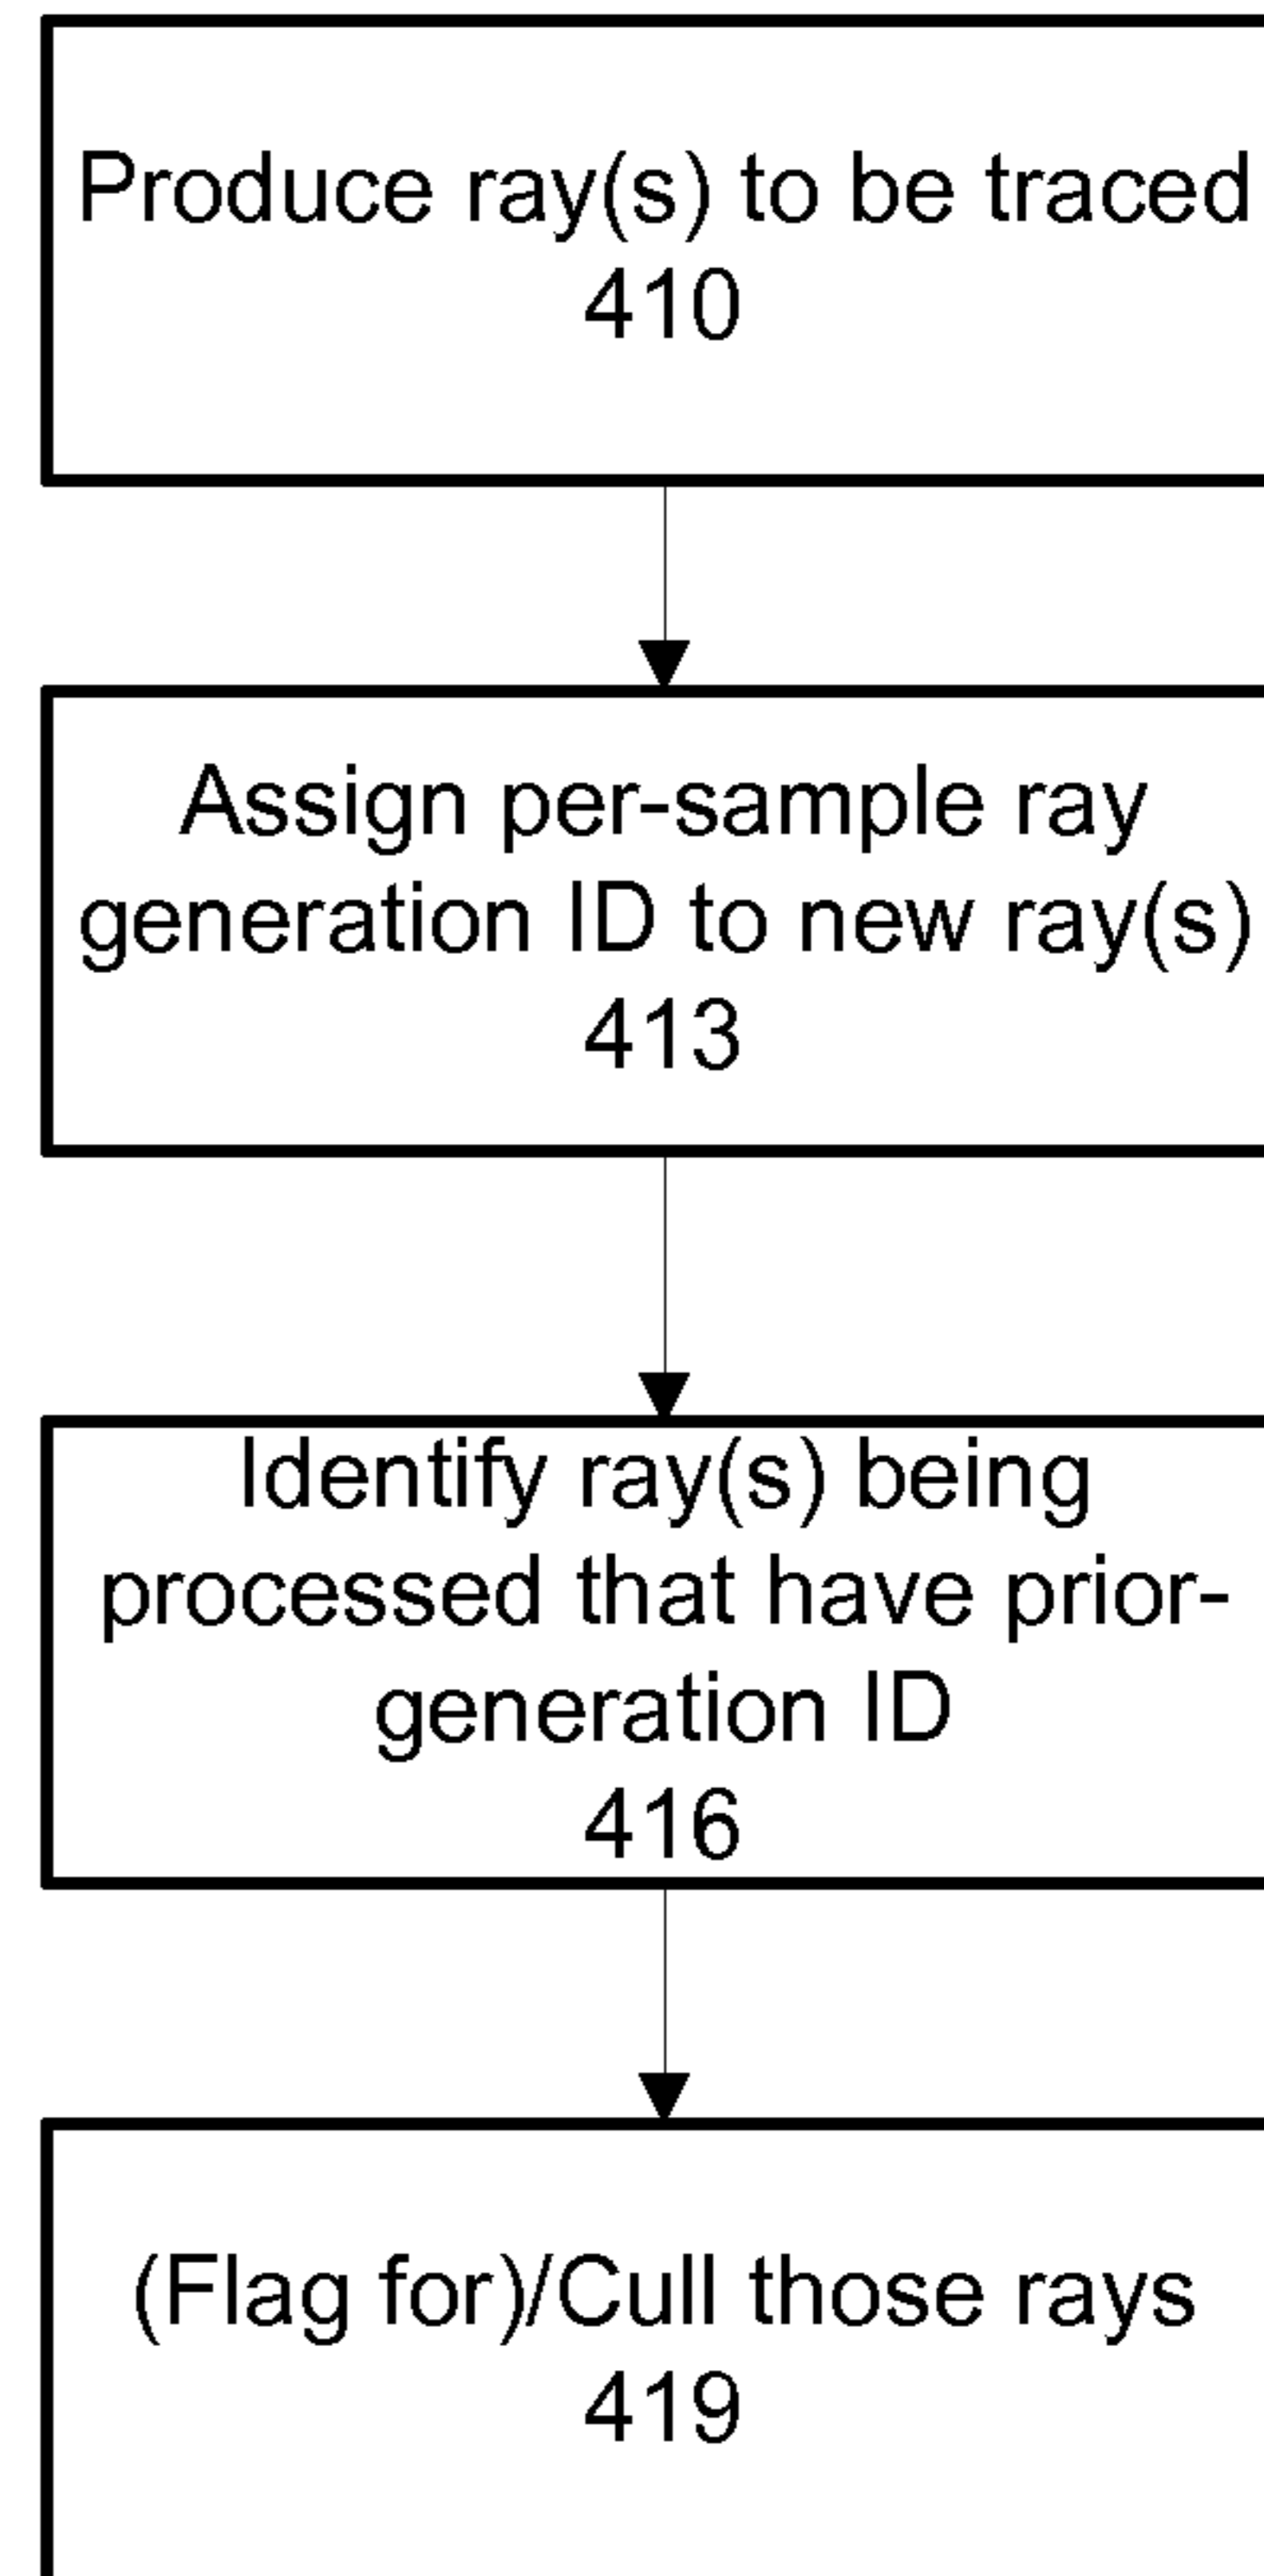 Produce ray(s) to be traced
410
Assign per-sample ray
generation ID to new ray(s)
413
Identify ray(s) being
processed that have prior-
generation ID
416
(Flag for)/Cull those rays
419